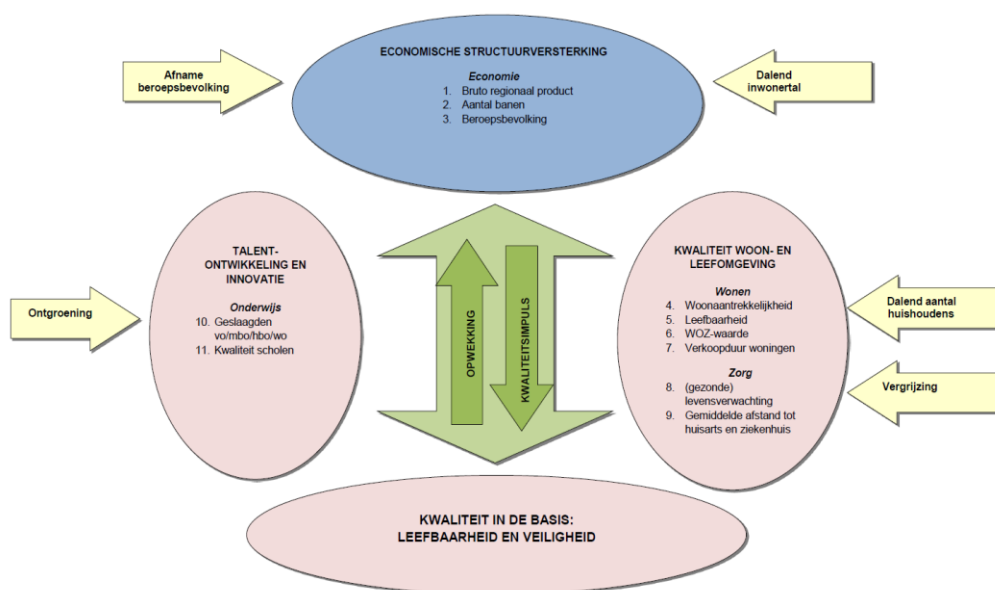 ECONOMISCHE STRUCTUURVERSTERKING
Economie
1. Bruto regionaal product
2. Aantal banen
3. Beroepsbevolking
Afname
beroepsbevolking
Dalend
inwonertal
TALENT-
ONTWIKKELING EN
INNOVATIE
Onderwijs
10. Geslaagden
vo/mbo/hbo/wo
11. Kwaliteit scholen
Ontgroening
OPWEKKING
KWALITEITSIMPULS
KWALITEIT WOON- EN
LEEFOMGEVING
Wonen
4. Woonaantrekkelijkheid
5. Leefbaarheid
6. WOZ-waarde
7. Verkoopduur woningen
Zorg
8. (gezonde)
levensverwachting
9. Gemiddelde afstand tot
huisarts en ziekenhuis
Dalend aantal
huishoudens
Vergrijzing
KWALITEIT IN DE BASIS:
LEEFBAARHEID EN VEILIGHEID